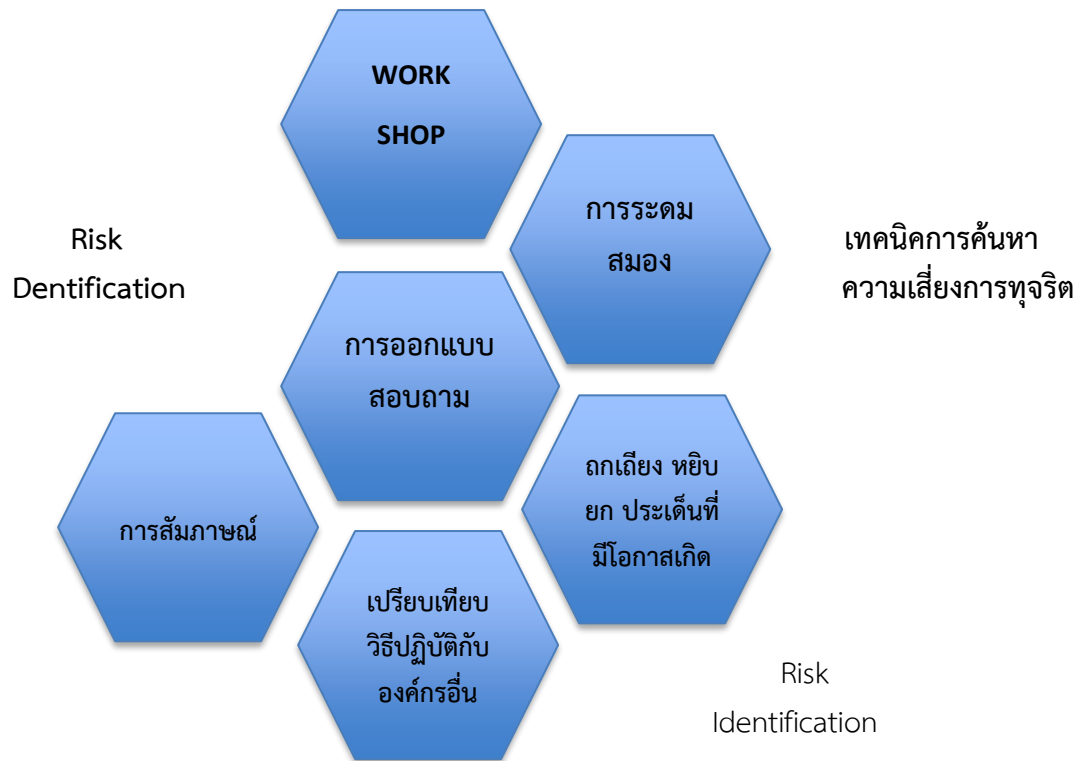 WORK
SHOP
การระดม
สมอง
Risk
Dentification
เทคนิคการค้นหา
ความเสี่ยงการทุจริต
การออกแบบ
สอบถาม
ถกเถียง หยิบ
ยก ประเด็นที่
มีโอกาสเกิด
การสัมภาษณ์
เปรียบเทียบ
วิธีปฏิบัติกับ
องค์กรอื่น
Risk
Identification